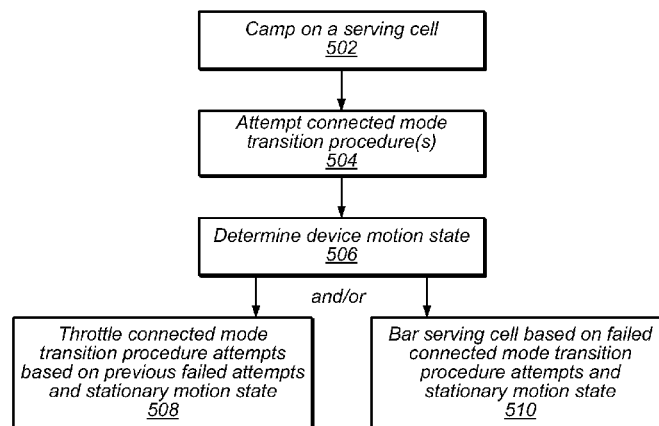 Camp on a serving cell
502
Attempt connected mode
transition procedure(s)
504
Determine device motion state
506
and/or
Throttle connected mode
transition procedure attempts
based on previous failed attempts
and stationary motion state
508
Bar serving cell based on failed
connected mode transition
procedure attempts and
stationary motion state
510